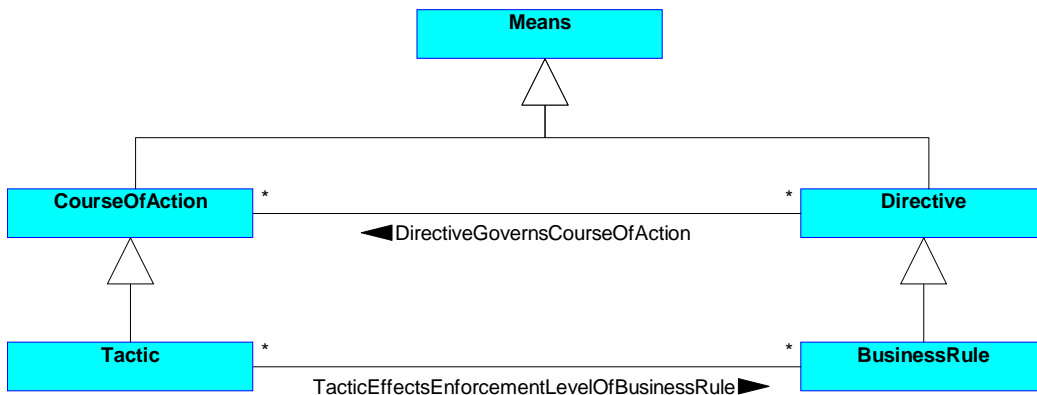 Means
CourseOfAction
*
*
Directive
DirectiveGovernsCourseOfAction
Tactic
*
*
BusinessRule
TacticEffectsEnforcementLevelOfBusinessRule